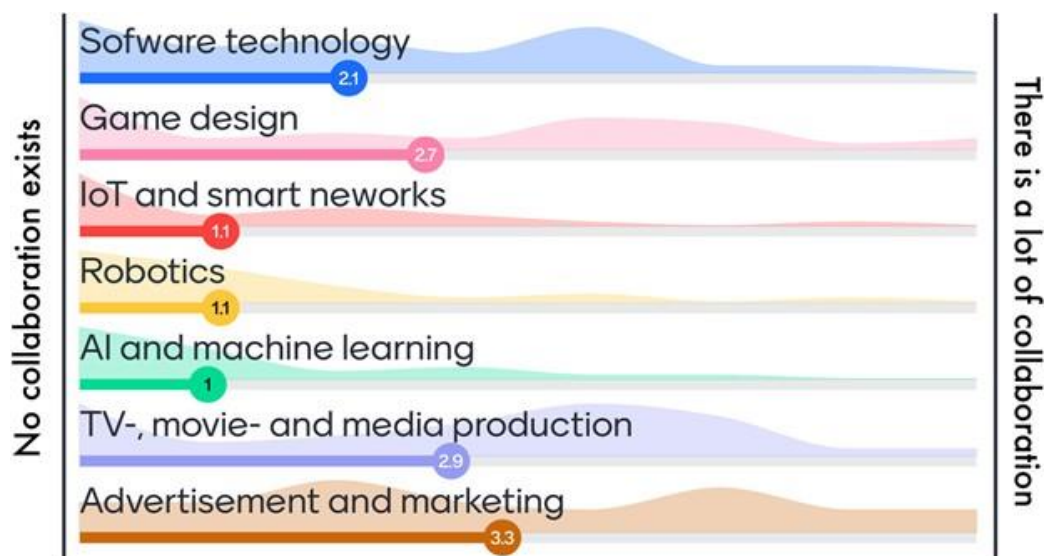 No collaboration exists
Sofware technology
2.1
Game design
2.7
IoT and smart neworks
1.1
Robotics
1.1
AI and machine learning
1
TV-, movie- and media production
2.9
Advertisement and marketing
3.3
There is a lot of collaboration